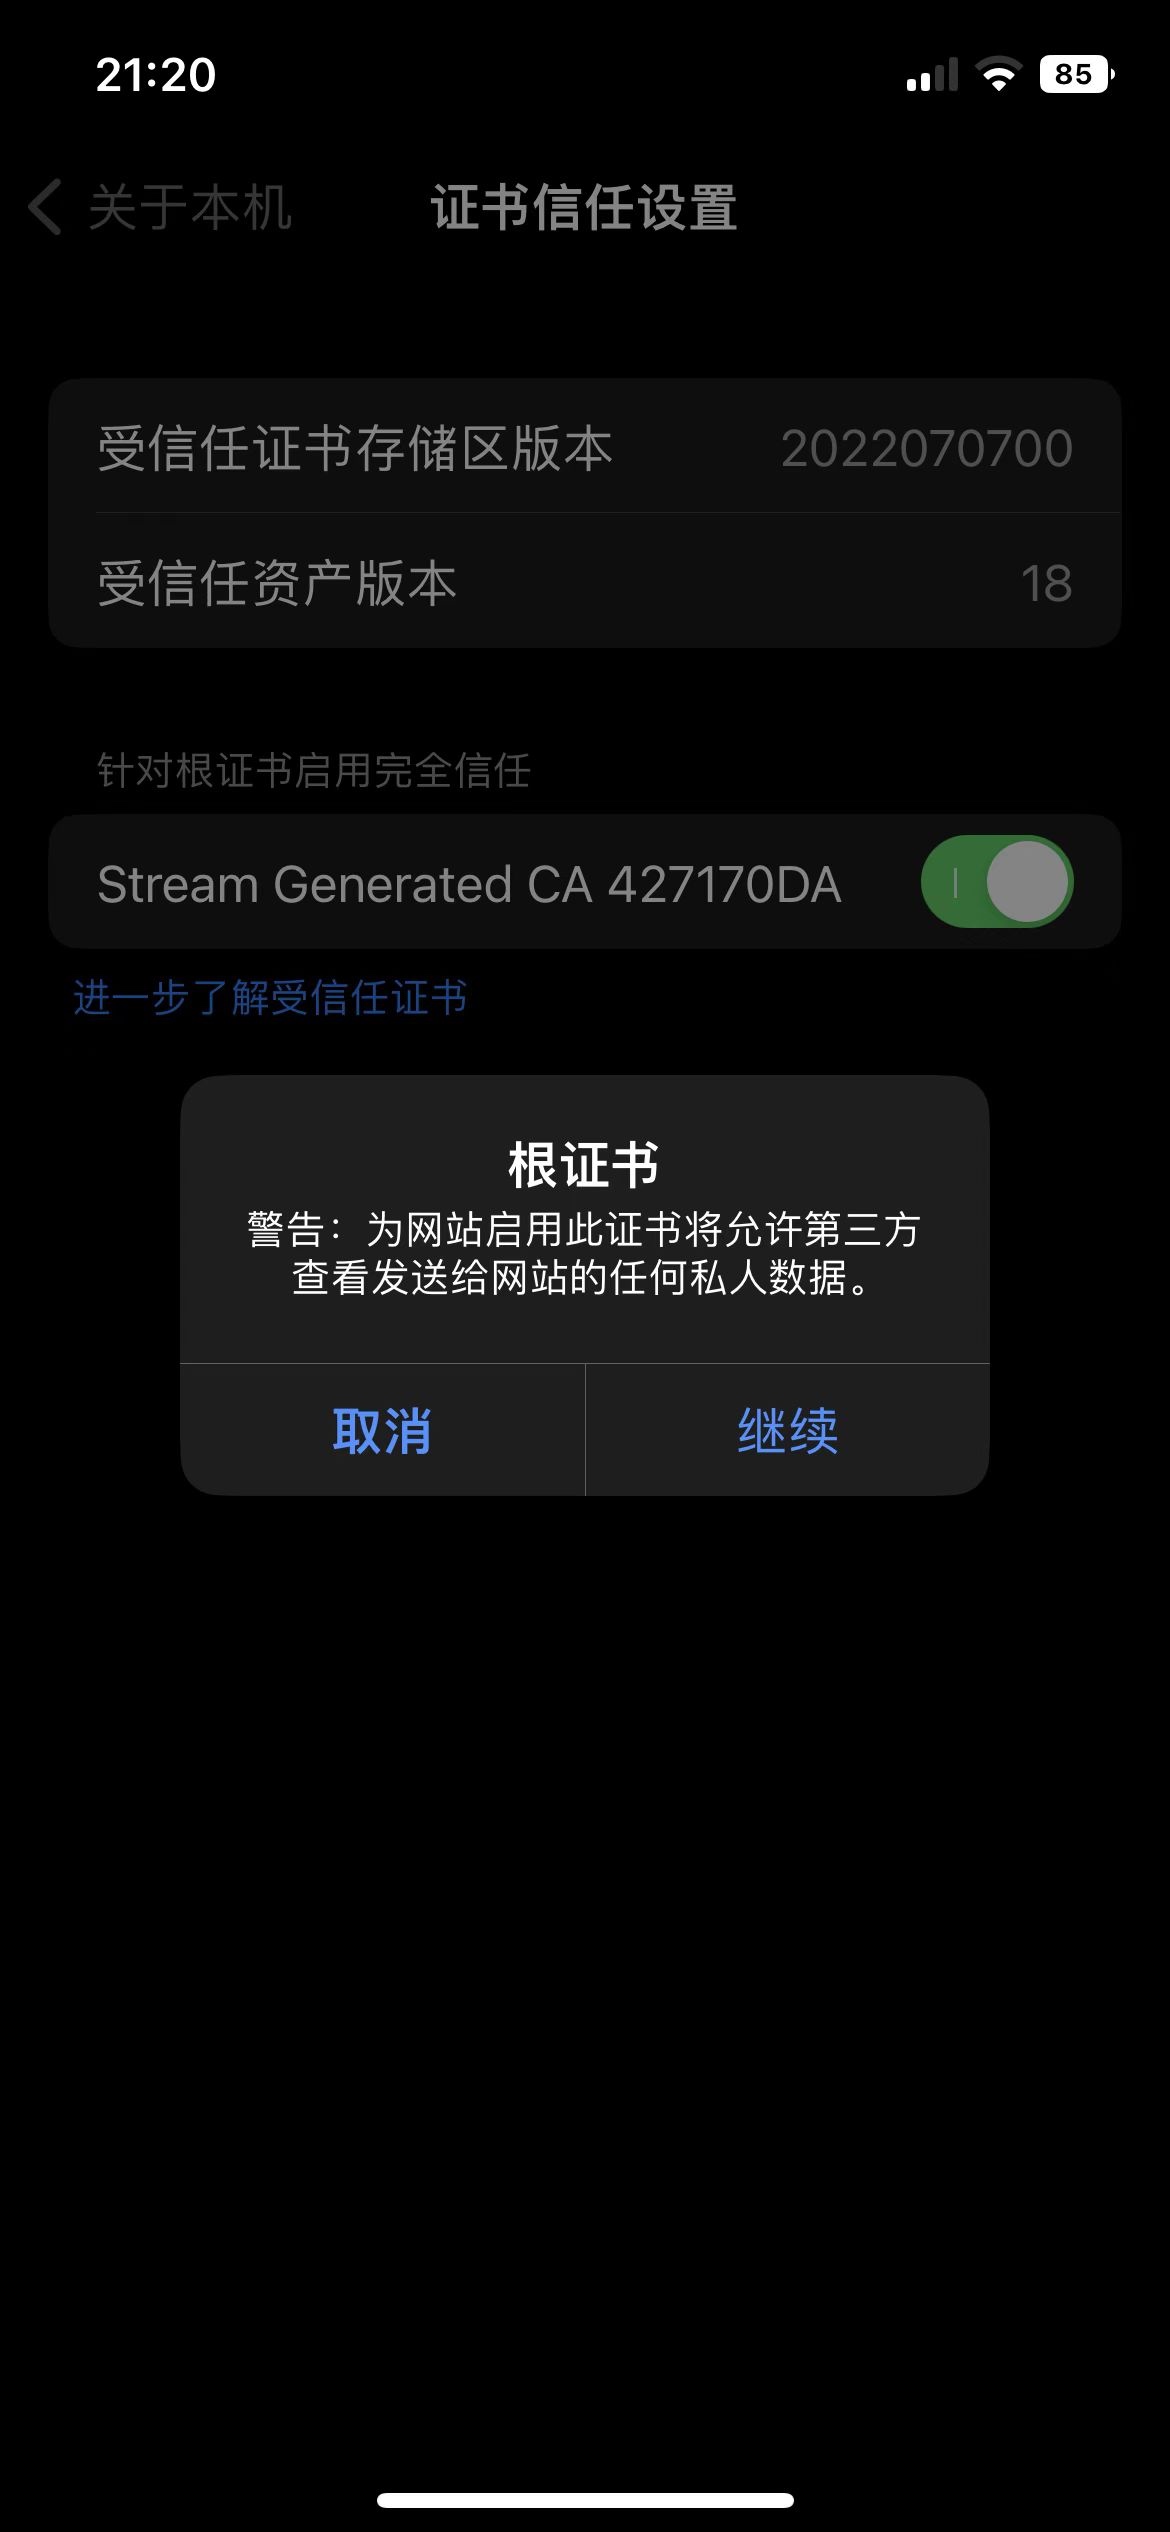 21:20
85
关于本机
证书信任设置
受信任证书存储区版本
2022070700
受信任资产版本
18
针对根证书启用完全信任
Stream Generated CA 427170DA
进一步了解受信任证书
根证书
警告：为网站启用此证书将允许第三方
查看发送给网站的任何私人数据。
取消
继续